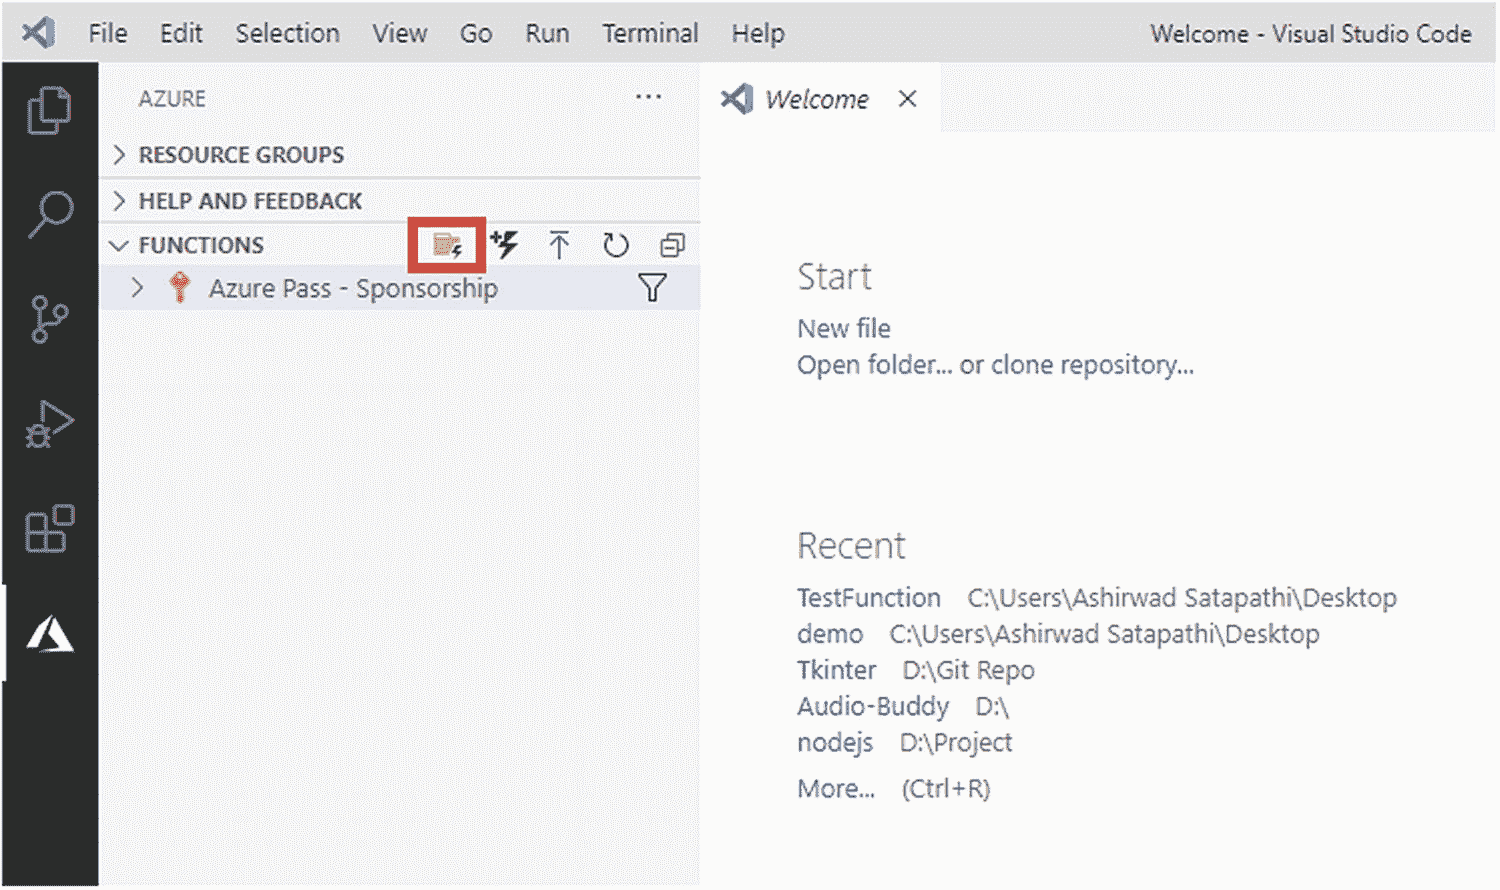 File Edit Selection View Go Run Terminal Help Welcome - Visual Studio Code
AZURE
RESOURCE GROUPS
HELP AND FEEDBACK
FUNCTIONS
Azure Pass - Sponsorship
Welcome
Start
New file
Open folder... or clone repository...
Recent
TestFunction C:\Users\Ashirwad Satapathi\Desktop
demo C:\Users\Ashirwad Satapathi\Desktop
Tkinter D:\Git Repo
Audio-Buddy D:\
nodejs D:\Project
More... (Ctrl+R)